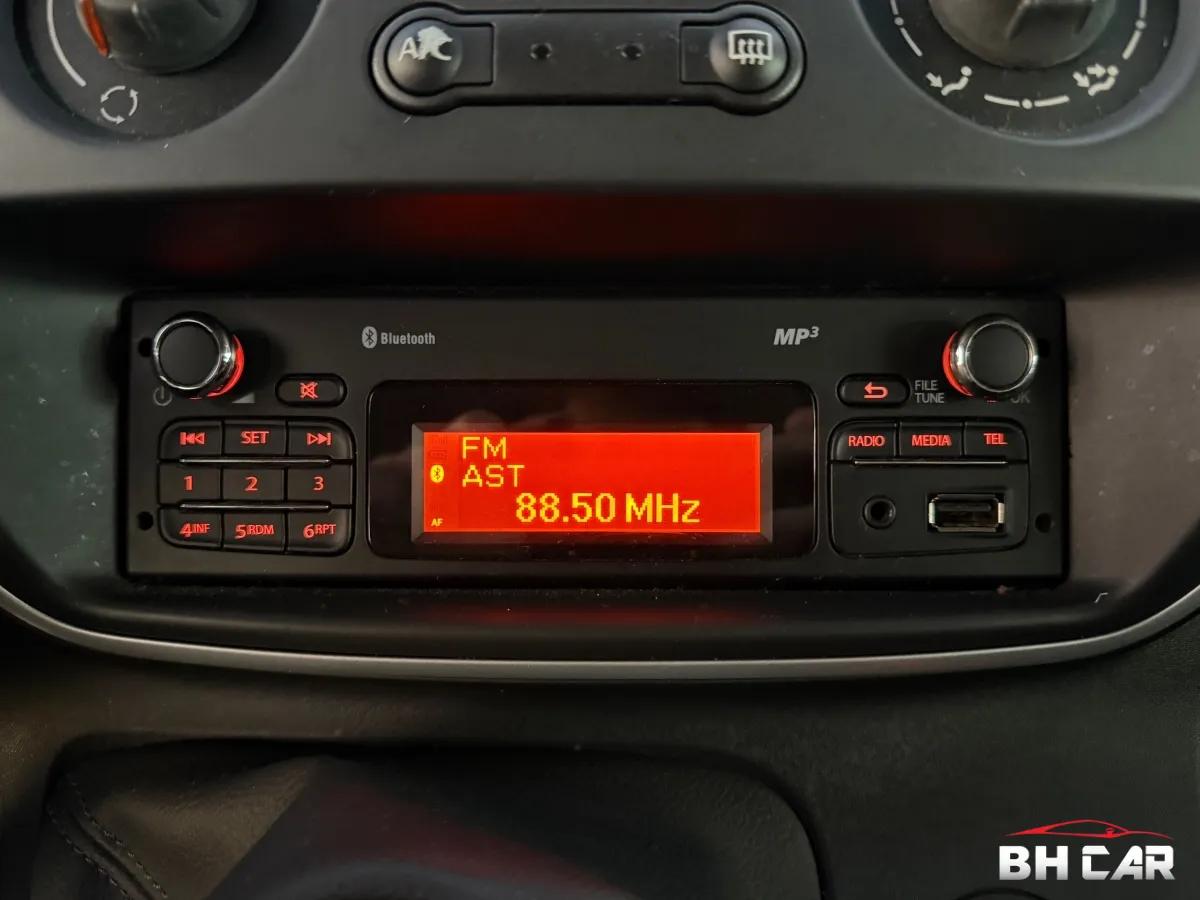 A/C
Bluetooth
MP3
FILE
TUNE
OK
SET
RADIO
MEDIA
TEL
1
2
3
4INF
5RDM
6RPT
FM
AST
88.50 MHz
AF
BH CAR